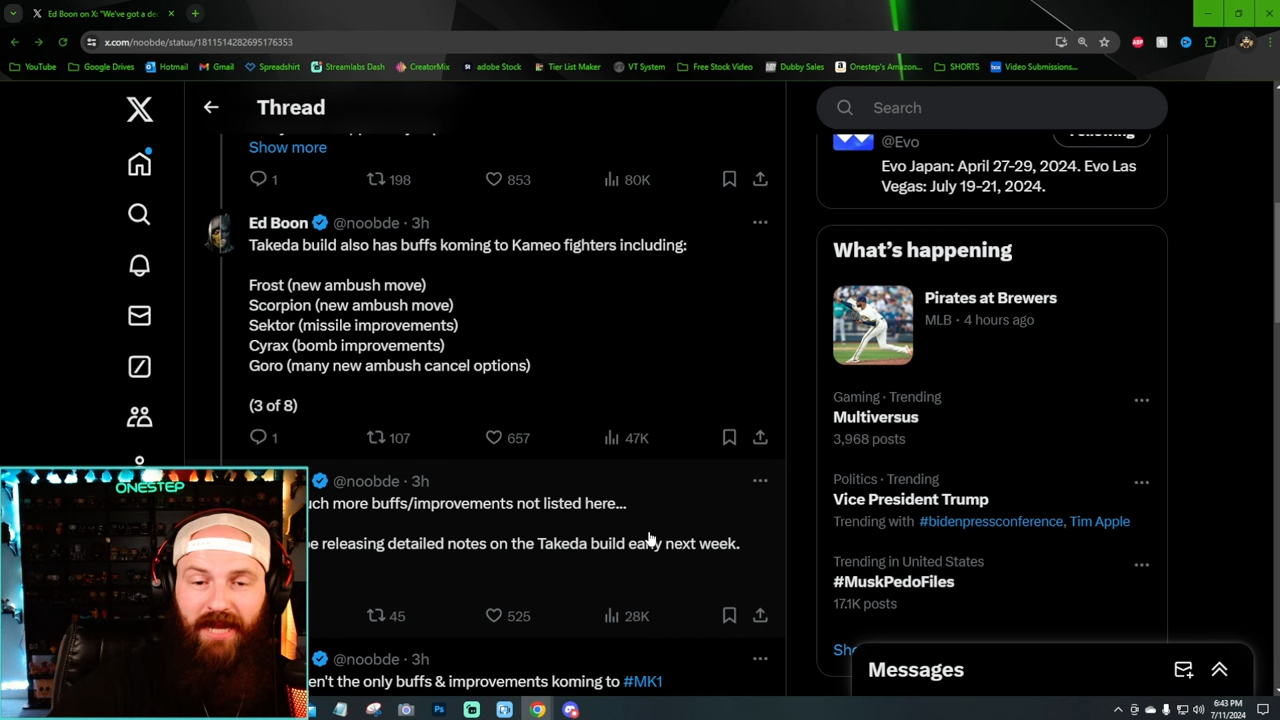 Ed Boon on X: "We've got a de
x.com/noobde/status/1811514282695176353
YouTube
Google Drives
Hotmail
Gmail
Spreadshirt
Streamlabs Dash
CreatorMix
adobe Stock
Tier List Maker
VT System
Free Stock Video
Dubby Sales
Onestep's Amazon...
SHORTS
Video Submissions...
Thread
Search
Show more
1
198
853
80K
Ed Boon @noobde · 3h
Takeda build also has buffs koming to Kameo fighters including:
Frost (new ambush move)
Scorpion (new ambush move)
Sektor (missile improvements)
Cyrax (bomb improvements)
Goro (many new ambush cancel options)
(3 of 8)
1
107
657
47K
@noobde · 3h
uch more buffs/improvements not listed here...
be releasing detailed notes on the Takeda build early next week.
45
525
28K
@noobde · 3h
en't the only buffs & improvements koming to #MK1
Following
@Evo
Evo Japan: April 27-29, 2024. Evo Las
Vegas: July 19-21, 2024.
What's happening
Pirates at Brewers
MLB · 4 hours ago
Gaming · Trending
Multiversus
3,968 posts
Politics · Trending
Vice President Trump
Trending with #bidenpressconference, Tim Apple
Trending in United States
#MuskPedoFiles
17.1K posts
Sho
Messages
ONESTEP
6:43 PM
7/11/2024